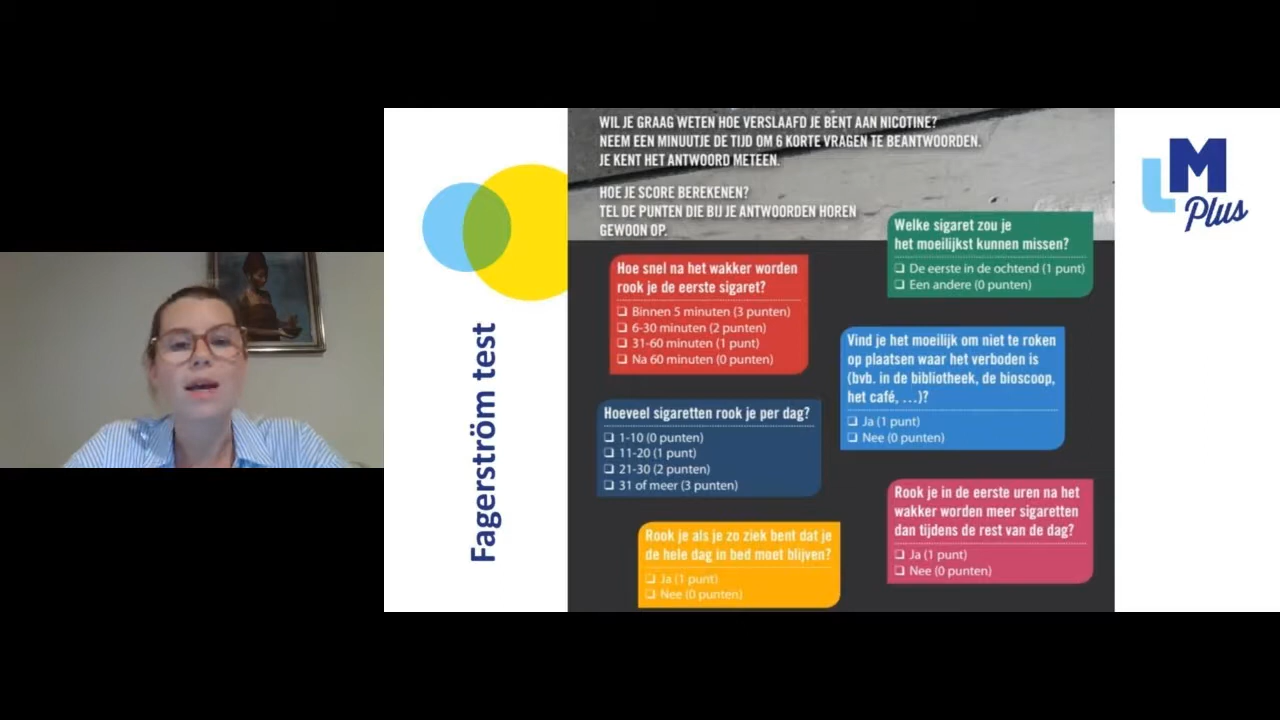 WIL JE GRAAG WETEN HOE VERSLAAFD JE BENT AAN NICOTINE?
NEEM EEN MINUUTJE DE TIJD OM 6 KORTE VRAGEN TE BEANTWOORDEN.
JE KENT HET ANTWOORD METEEN.
HOE JE SCORE BEREKENEN?
TEL DE PUNTEN DIE BIJ JE ANTWOORDEN HOREN
GEWOON OP.
Hoe snel na het wakker worden
rook je de eerste sigaret?
❑ Binnen 5 minuten (3 punten)
❑ 6-30 minuten (2 punten)
❑ 31-60 minuten (1 punt)
❑ Na 60 minuten (0 punten)
Hoeveel sigaretten rook je per dag?
❑ 1-10 (0 punten)
❑ 11-20 (1 punt)
❑ 21-30 (2 punten)
❑ 31 of meer (3 punten)
Rook je als je zo ziek bent dat je
de hele dag in bed moet blijven?
❑ Ja (1 punt)
❑ Nee (0 punten)
Welke sigaret zou je
het moeilijkst kunnen missen?
❑ De eerste in de ochtend (1 punt)
❑ Een andere (0 punten)
Vind je het moeilijk om niet te roken
op plaatsen waar het verboden is
(bvb. in de bibliotheek, de bioscoop,
het café, ...)?
❑ Ja (1 punt)
❑ Nee (0 punten)
Rook je in de eerste uren na het
wakker worden meer sigaretten
dan tijdens de rest van de dag?
❑ Ja (1 punt)
❑ Nee (0 punten)
Fagerström test
LM
Plus